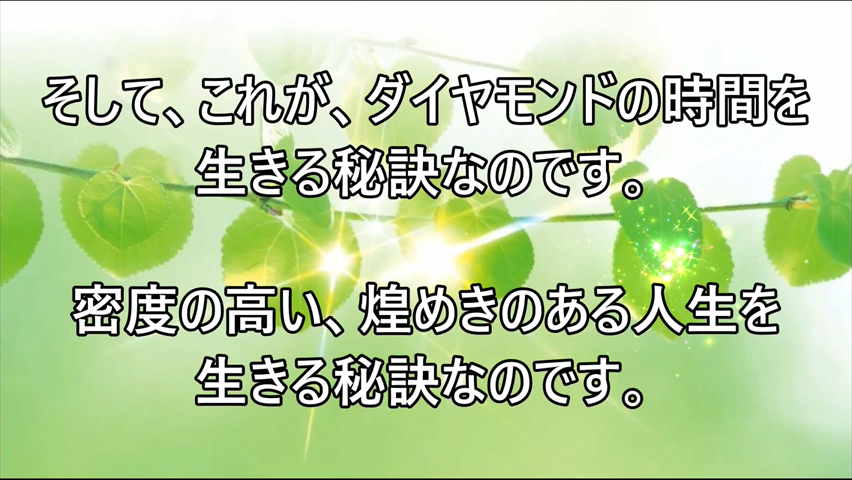 そして、これが、ダイヤモンドの時間を
生きる秘訣なのです。
密度の高い、煌めきのある人生を
生きる秘訣なのです。